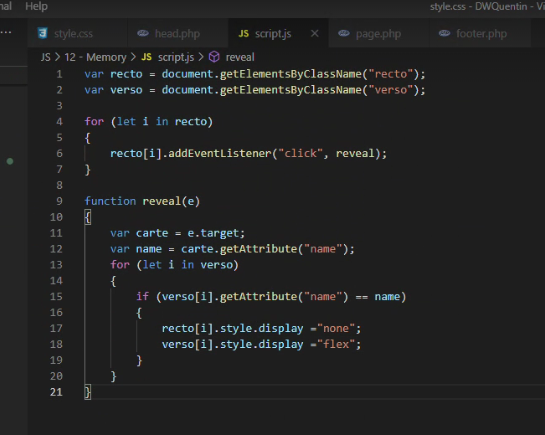 nal Help style.css - DWQuentin - Vi
style.css head.php JS script.js × page.php footer.php
JS > 12 - Memory > JS script.js > reveal
1 var recto = document.getElementsByClassName("recto");
2 var verso = document.getElementsByClassName("verso");
3
4 for (let i in recto)
5 {
6 recto[i].addEventListener("click", reveal);
7 }
8
9 function reveal(e)
10 {
11 var carte = e.target;
12 var name = carte.getAttribute("name");
13 for (let i in verso)
14 {
15 if (verso[i].getAttribute("name") == name)
16 {
17 recto[i].style.display ="none";
18 verso[i].style.display ="flex";
19 }
20 }
21 }